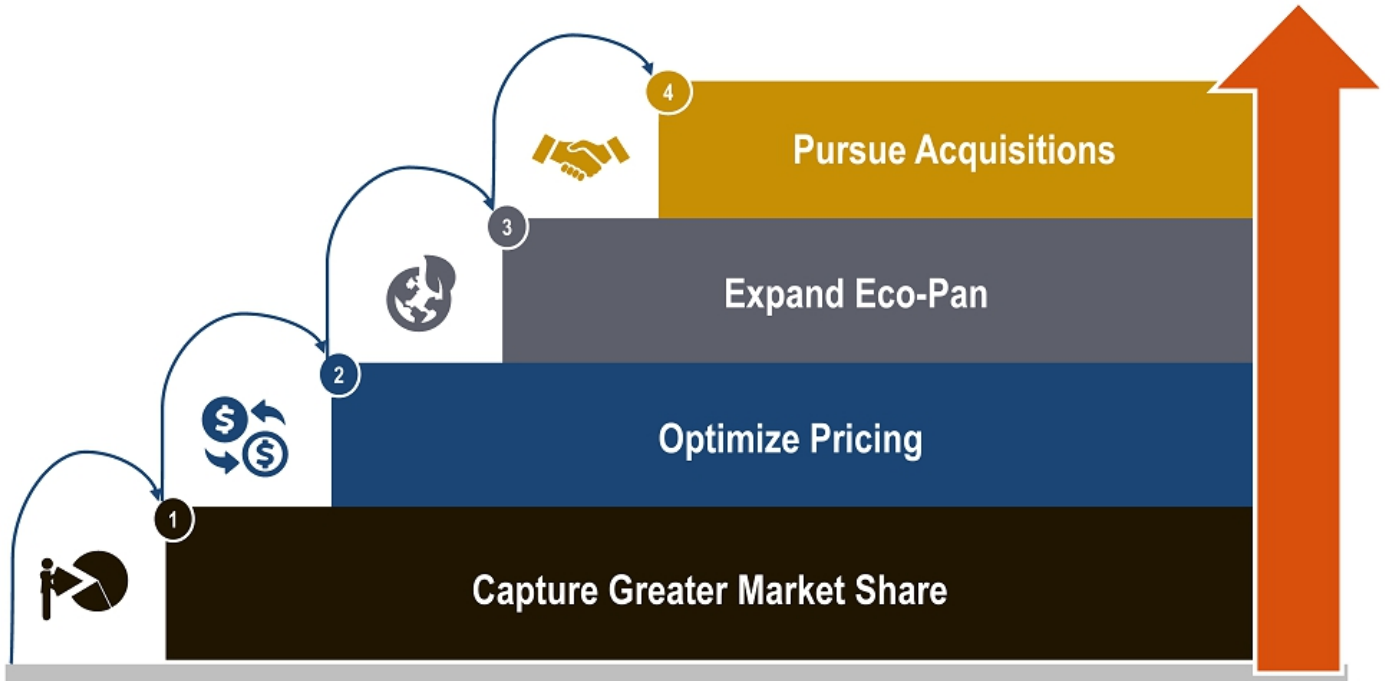 4
Pursue Acquisitions
3
Expand Eco-Pan
2
$
$
Optimize Pricing
1
Capture Greater Market Share